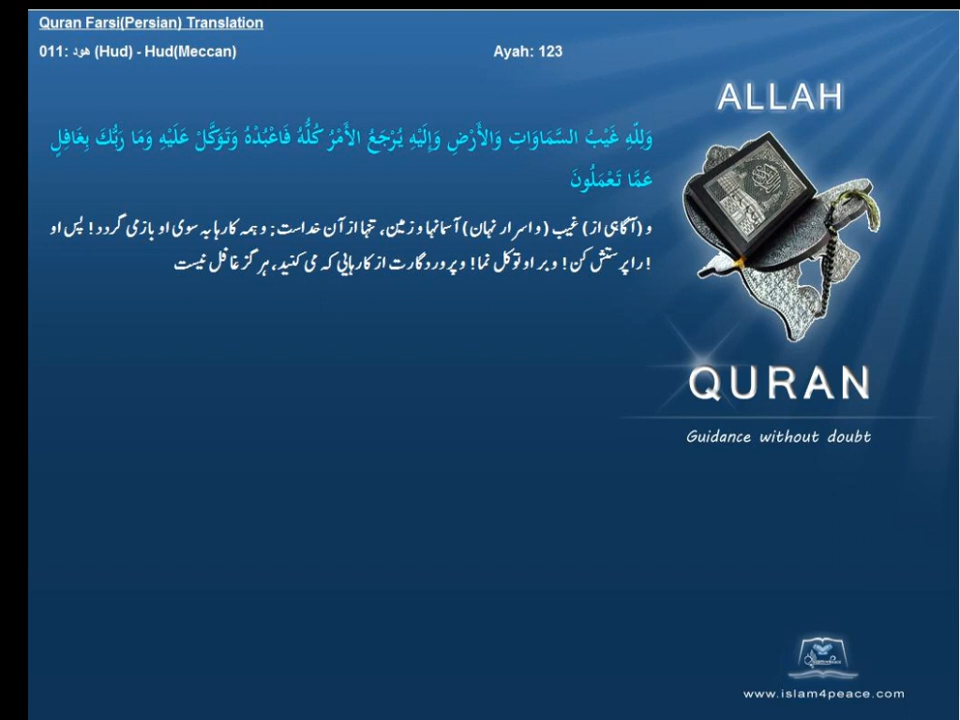 Quran Farsi(Persian) Translation
011: هود (Hud) - Hud(Meccan) Ayah: 123
ALLAH
وَلِلّهِ غَيْبُ السَّمَاوَاتِ وَالأَرْضِ وَإِلَيْهِ يُرْجَعُ الأَمْرُ كُلُّهُ فَاعْبُدْهُ وَتَوَكَّلْ عَلَيْهِ وَمَا رَبُّكَ بِغَافِلٍ
عَمَّا تَعْمَلُونَ
و (آگاهی از) غیب (و اسرار نهان) آسمانها و زمین، تنها از آن خداست; و همه کارها به سوی او بازمی گردد! پس او
را پرستش کن! و بر او توکل نما! و پروردگارت از کارهایی که می کنید، هرگز غافل نیست!
QURAN
Guidance without doubt
www.islam4peace.com